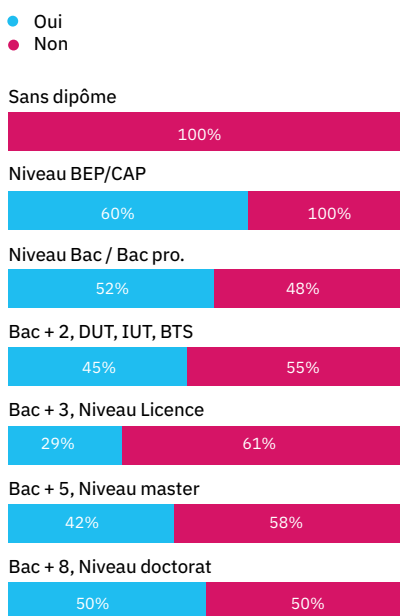 Oui
Non
Sans dipôme
100%
Niveau BEP/CAP
60% 100%
Niveau Bac / Bac pro.
52% 48%
Bac + 2, DUT, IUT, BTS
45% 55%
Bac + 3, Niveau Licence
29% 61%
Bac + 5, Niveau master
42% 58%
Bac + 8, Niveau doctorat
50% 50%